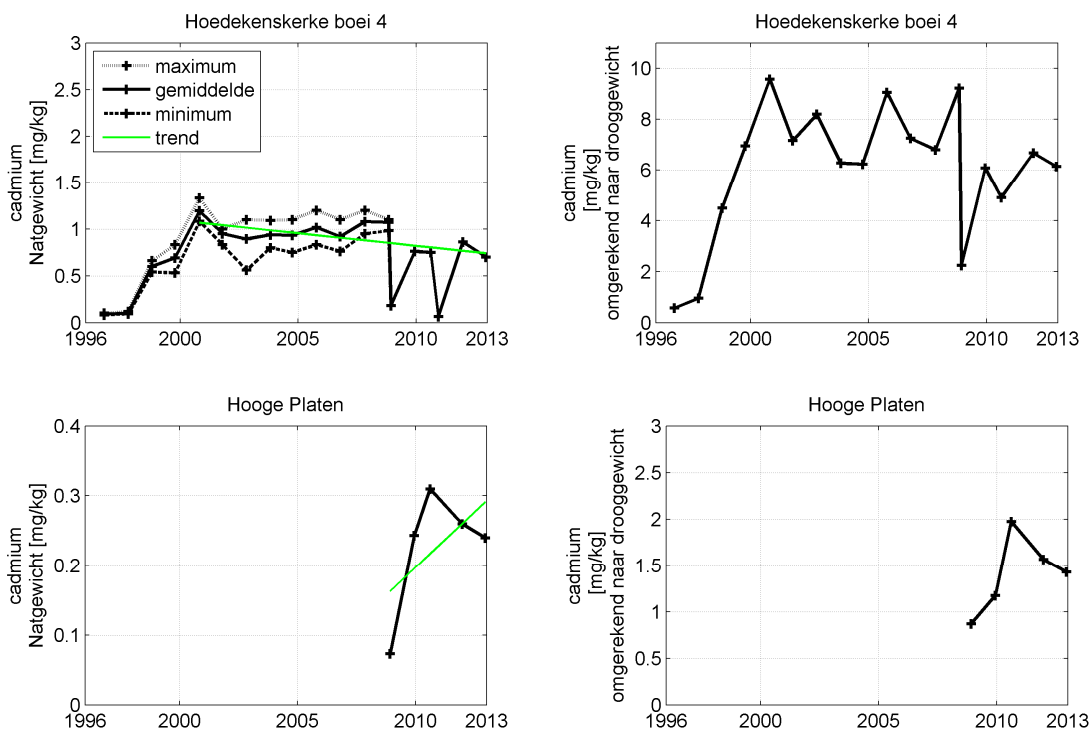 Hoedekenskerke boei 4
cadmium
Natgewicht [mg/kg]
3
2.5
2
1.5
1
0.5
0
1996
2000
2005
2010
2013
maximum
gemiddelde
minimum
trend
Hoedekenskerke boei 4
cadmium
[mg/kg]
omgerekend naar drooggewicht
10
8
6
4
2
0
1996
2000
2005
2010
2013
Hooge Platen
cadmium
Natgewicht [mg/kg]
0.4
0.3
0.2
0.1
0
1996
2000
2005
2010
2013
Hooge Platen
cadmium
[mg/kg]
omgerekend naar drooggewicht
3
2.5
2
1.5
1
0.5
0
1996
2000
2005
2010
2013